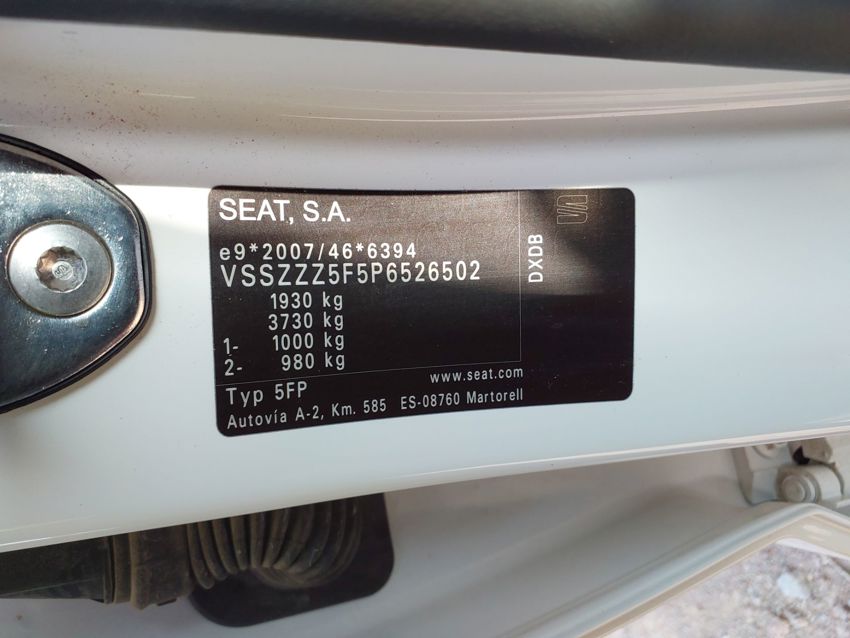 SEAT, S.A.
e9*2007/46*6394
VSSZZZ5F5P6526502
1930 kg
3730 kg
1- 1000 kg
2- 980 kg
Typ 5FP
www.seat.com
Autovía A-2, Km. 585 ES-08760 Martorell
DXDB